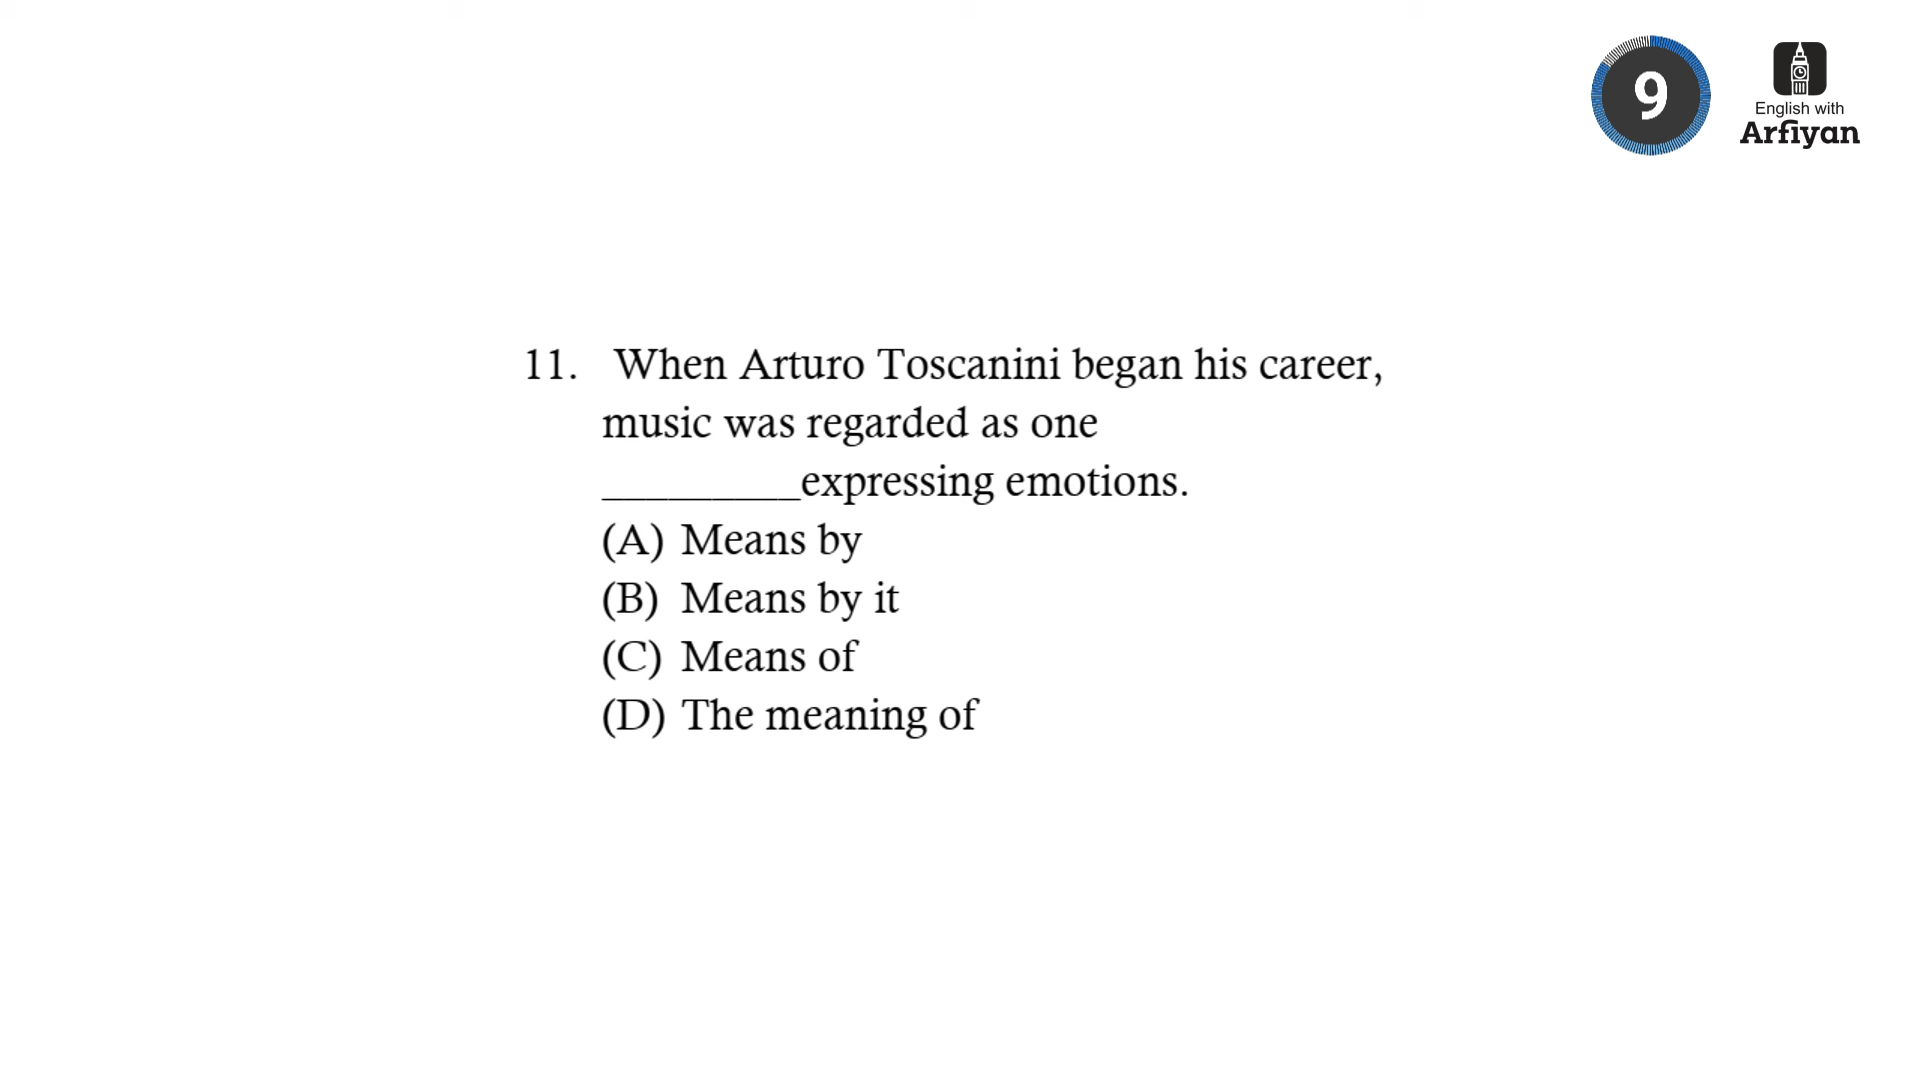 9
English with
Arfiyan
11. When Arturo Toscanini began his career,
music was regarded as one
_________expressing emotions.
(A) Means by
(B) Means by it
(C) Means of
(D) The meaning of